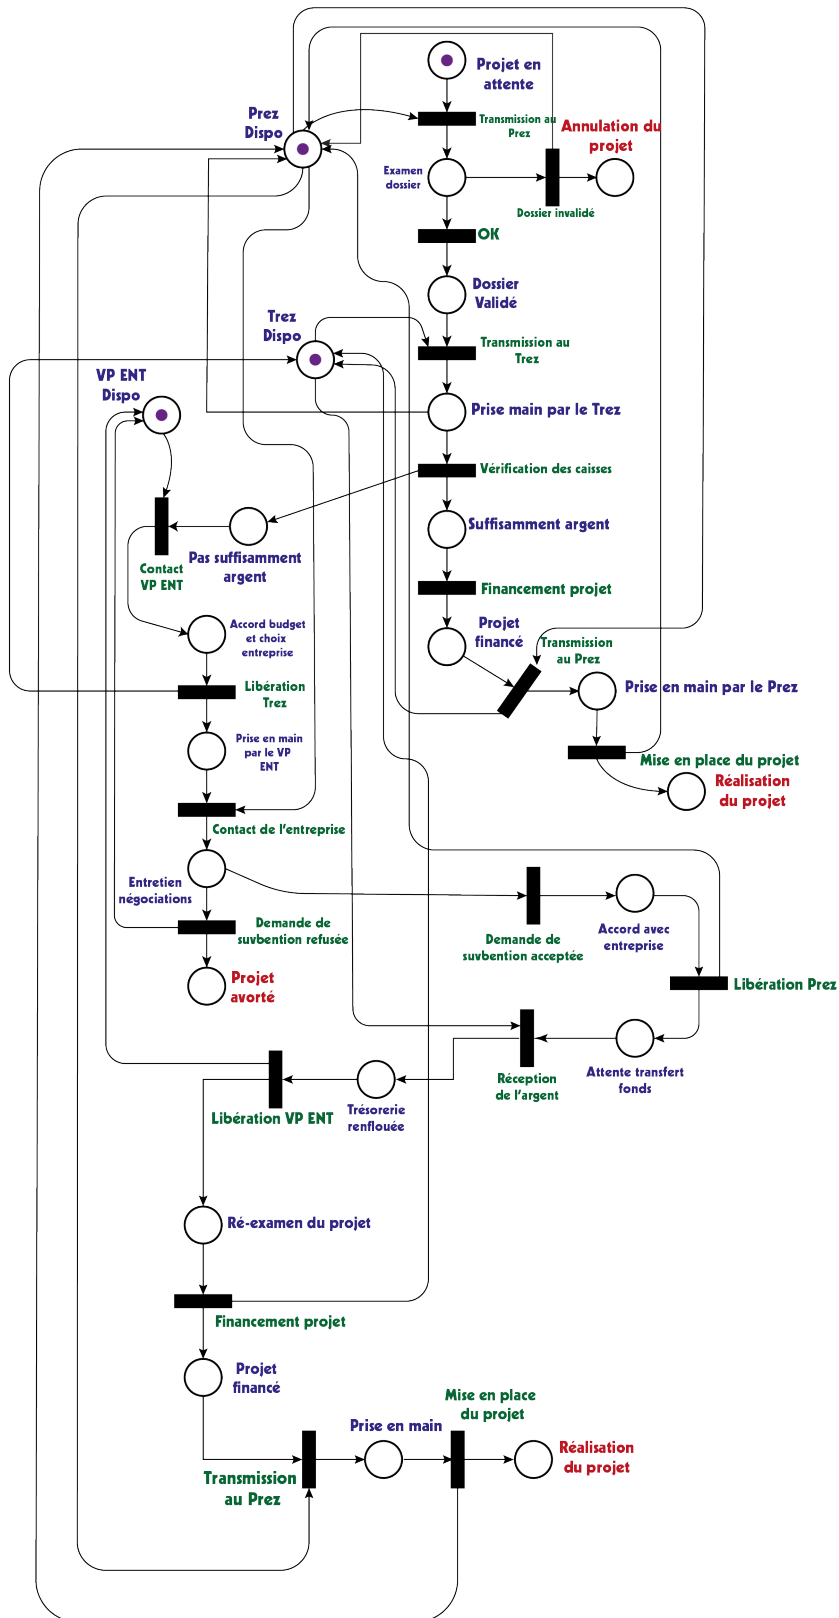 Projet en
attente
Prez
Dispo
Transmission au
Prez
Annulation du
projet
Examen
dossier
Dossier invalidé
OK
Dossier
Validé
Trez
Dispo
Transmission au
Trez
VP ENT
Dispo
Prise main par le Trez
Vérification des caisses
Suffisamment argent
Pas suffisamment
argent
Contact
VP ENT
Financement projet
Accord budget
et choix
entreprise
Projet
financé
Transmission
au Prez
Libération
Trez
Prise en main par le Prez
Prise en main
par le VP
ENT
Mise en place du projet
Réalisation
du projet
Contact de l'entreprise
Entretien
négociations
Demande de
suvbention refusée
Demande de
suvbention acceptée
Accord avec
entreprise
Projet
avorté
Libération Prez
Réception
de l'argent
Attente transfert
fonds
Libération VP ENT
Trésorerie
renflouée
Ré-examen du projet
Financement projet
Projet
financé
Mise en place
du projet
Prise en main
Réalisation
du projet
Transmission
au Prez